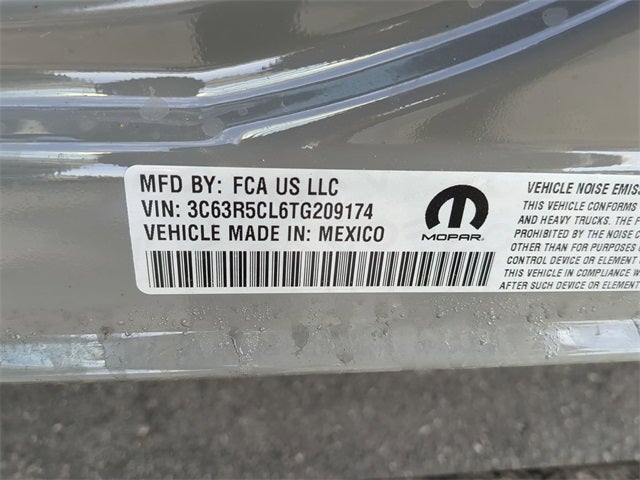 MFD BY: FCA US LLC
VIN: 3C63R5CL6TG209174
VEHICLE MADE IN: MEXICO
MOPAR
VEHICLE NOISE EMISS
THIS VEHICLE CONFORMS
AND HEAVY TRUCKS. THE F
PROHIBITED BY THE NOISE C
OTHER THAN FOR PURPOSES
CONTROL DEVICE OR ELEMENT
THIS VEHICLE IN COMPLIANCE W
AFTER SUCH DEVICE OR ELEMEN